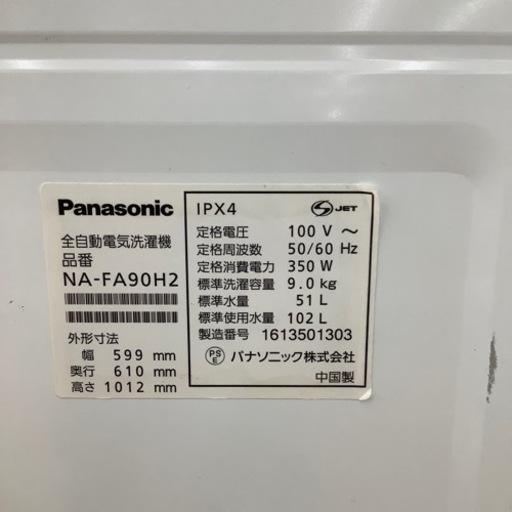 Panasonic
全自動電気洗濯機
品番
NA-FA90H2
外形寸法
幅 599 mm
奥行 610 mm
高さ 1012 mm
IPX4
S JET
定格電圧 100 V ～
定格周波数 50/60 Hz
定格消費電力 350 W
標準洗濯容量 9.0 kg
標準水量 51 L
標準使用水量 102 L
製造番号 1613501303
PS E パナソニック株式会社
中国製